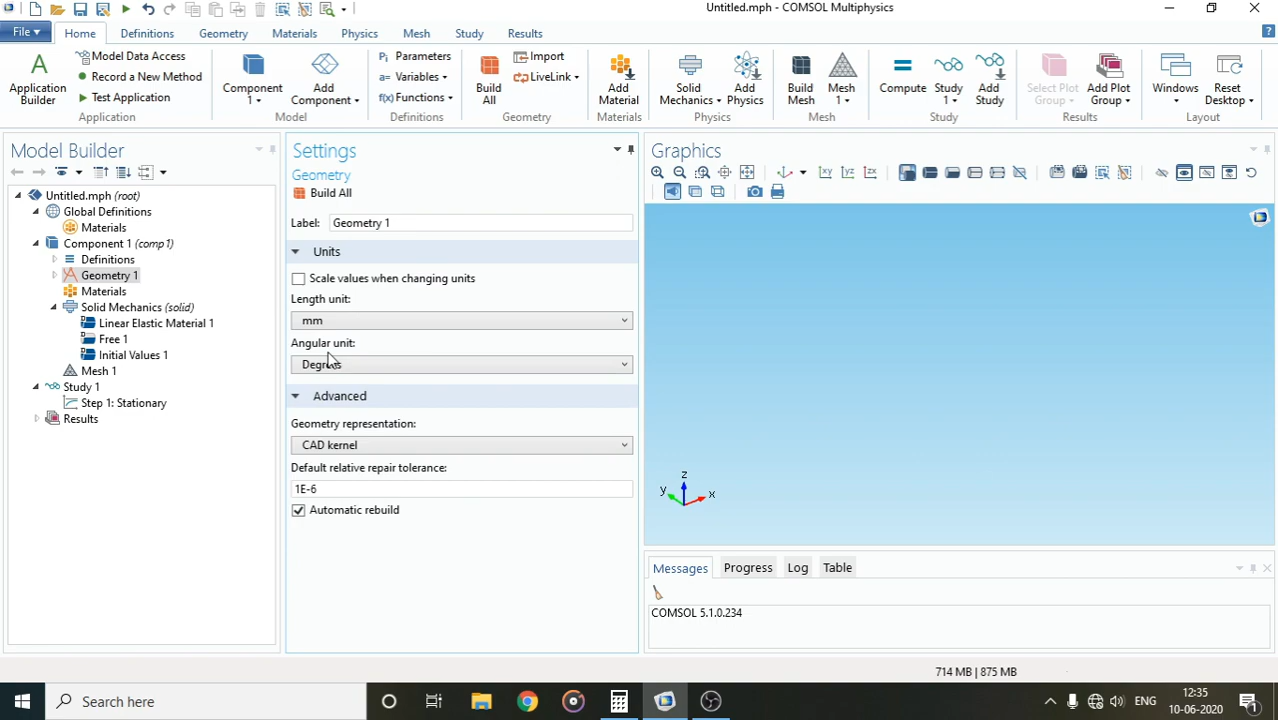 Untitled.mph - COMSOL Multiphysics
File Home Definitions Geometry Materials Physics Mesh Study Results
Application Builder
Model Data Access
Record a New Method
Test Application
Application
Component 1
Add Component
Model
Pi Parameters
a= Variables
f(x) Functions
Definitions
Build All
Import
LiveLink
Geometry
Add Material
Materials
Solid Mechanics
Add Physics
Physics
Build Mesh
Mesh 1
Mesh
Compute
Study 1
Add Study
Study
Select Plot Group
Add Plot Group
Results
Windows
Reset Desktop
Layout
Model Builder
Untitled.mph (root)
Global Definitions
Materials
Component 1 (comp1)
Definitions
Geometry 1
Materials
Solid Mechanics (solid)
Linear Elastic Material 1
Free 1
Initial Values 1
Mesh 1
Study 1
Step 1: Stationary
Results
Settings
Geometry
Build All
Label: Geometry 1
Units
Scale values when changing units
Length unit:
mm
Angular unit:
Degrees
Advanced
Geometry representation:
CAD kernel
Default relative repair tolerance:
1E-6
Automatic rebuild
Graphics
xy yz zx
z
y x
Messages Progress Log Table
COMSOL 5.1.0.234
714 MB | 875 MB
Search here
ENG
12:35
10-06-2020
1